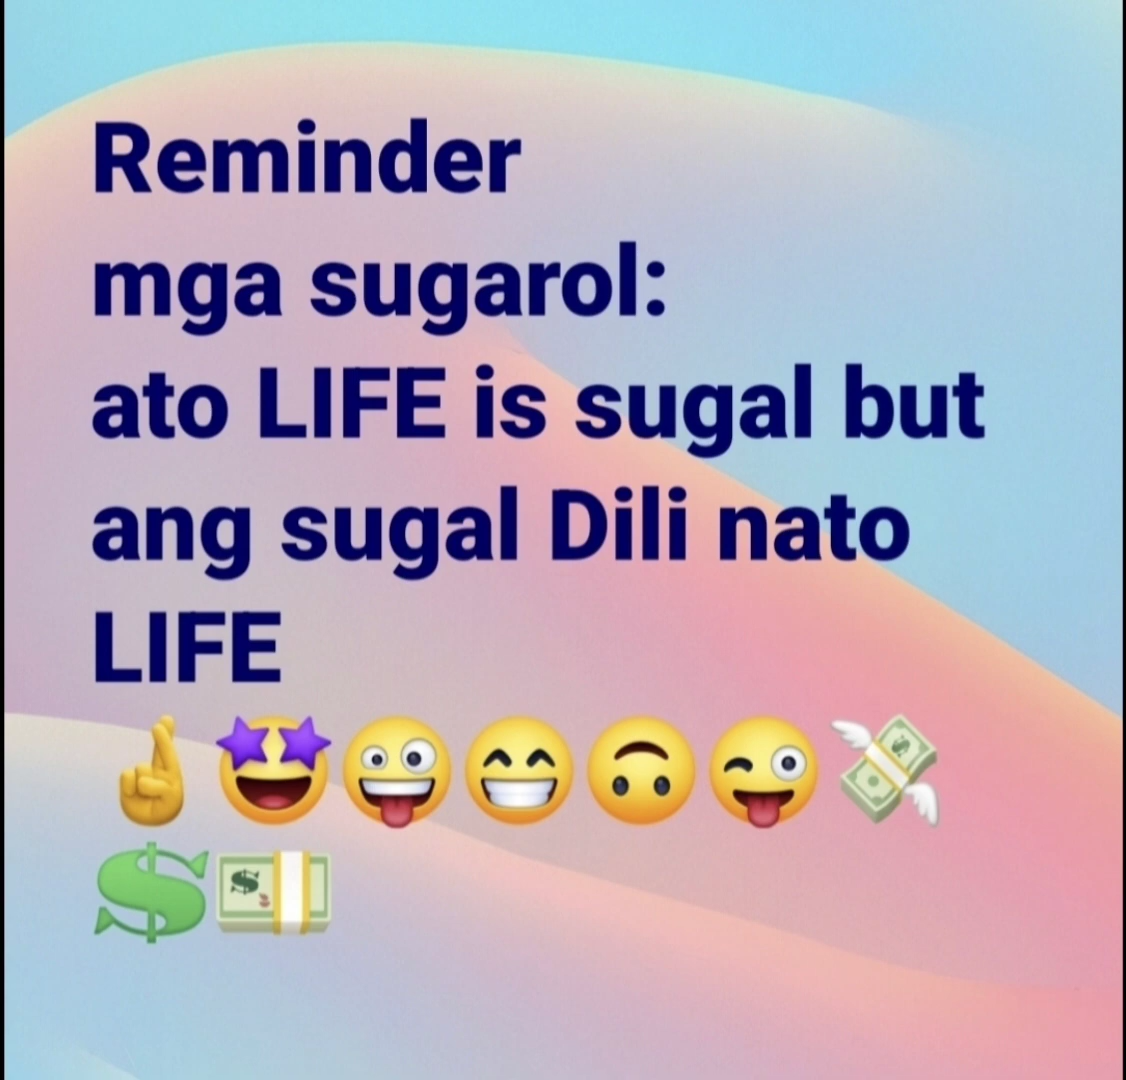 Reminder
mga sugarol:
ato LIFE is sugal but
ang sugal Dili nato
LIFE
🤞🤩🤪😁🙃😜💸
💲💵